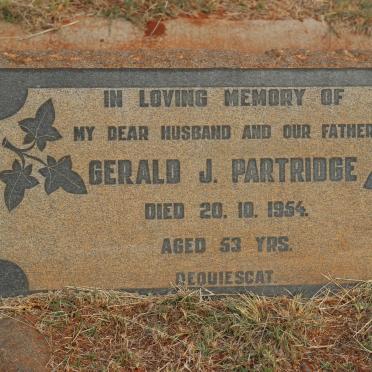 IN LOVING MEMORY OF
MY DEAR HUSBAND AND OUR FATHER
GERALD J. PARTRIDGE
DIED 20. 10. 1954.
AGED 53 YRS.
REQUIESCAT